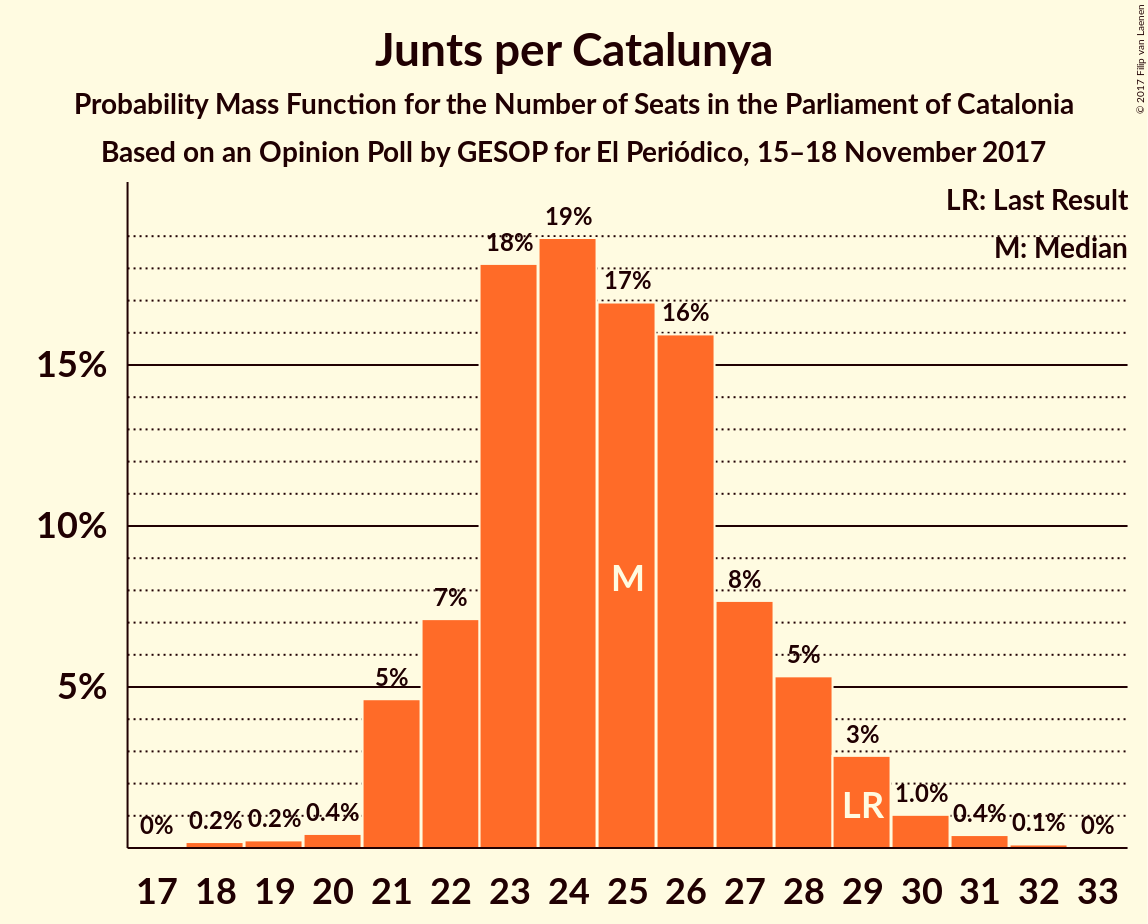 Junts per Catalunya
Probability Mass Function for the Number of Seats in the Parliament of Catalonia
Based on an Opinion Poll by GESOP for El Periódico, 15–18 November 2017
© 2017 Filip van Laenen
LR: Last Result
M: Median
15%
10%
5%
0%
0.2%
0.2%
0.4%
5%
7%
18%
19%
17%
16%
8%
5%
3%
1.0%
0.4%
0.1%
0%
M
LR
17 18 19 20 21 22 23 24 25 26 27 28 29 30 31 32 33